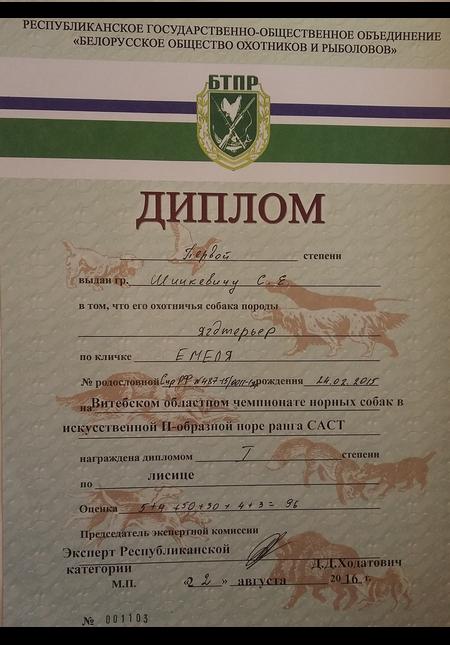 РЕСПУБЛИКАНСКОЕ ГОСУДАРСТВЕННО-ОБЩЕСТВЕННОЕ ОБЪЕДИНЕНИЕ
«БЕЛОРУССКОЕ ОБЩЕСТВО ОХОТНИКОВ И РЫБОЛОВОВ»
БТПР
ДИПЛОМ
Первой степени
выдан гр. Шинкевичу С. Е.
в том, что его охотничья собака породы
ягдтерьер
по кличке ЕМЕЛЯ
№ родословной рождения 24.02.2015
на Витебском областном чемпионате норных собак в
искусственной П-образной норе ранга САСТ
награждена дипломом I степени
по лисице
Оценка 5+4+50+30+4+3= 96
Председатель экспертной комиссии
Эксперт Республиканской
категории Д.Д.Ходатович
М.П. «22» августа 2016 г.
№ 001103